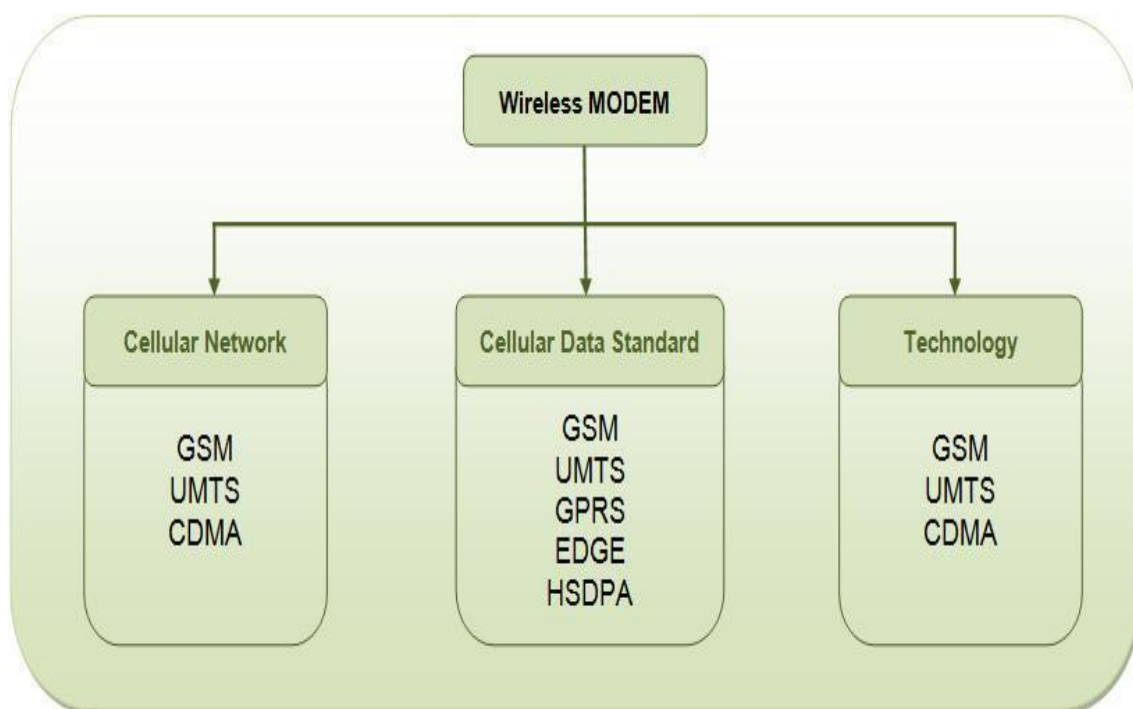 Wireless MODEM
Cellular Network
GSM
UMTS
CDMA
Cellular Data Standard
GSM
UMTS
GPRS
EDGE
HSDPA
Technology
GSM
UMTS
CDMA